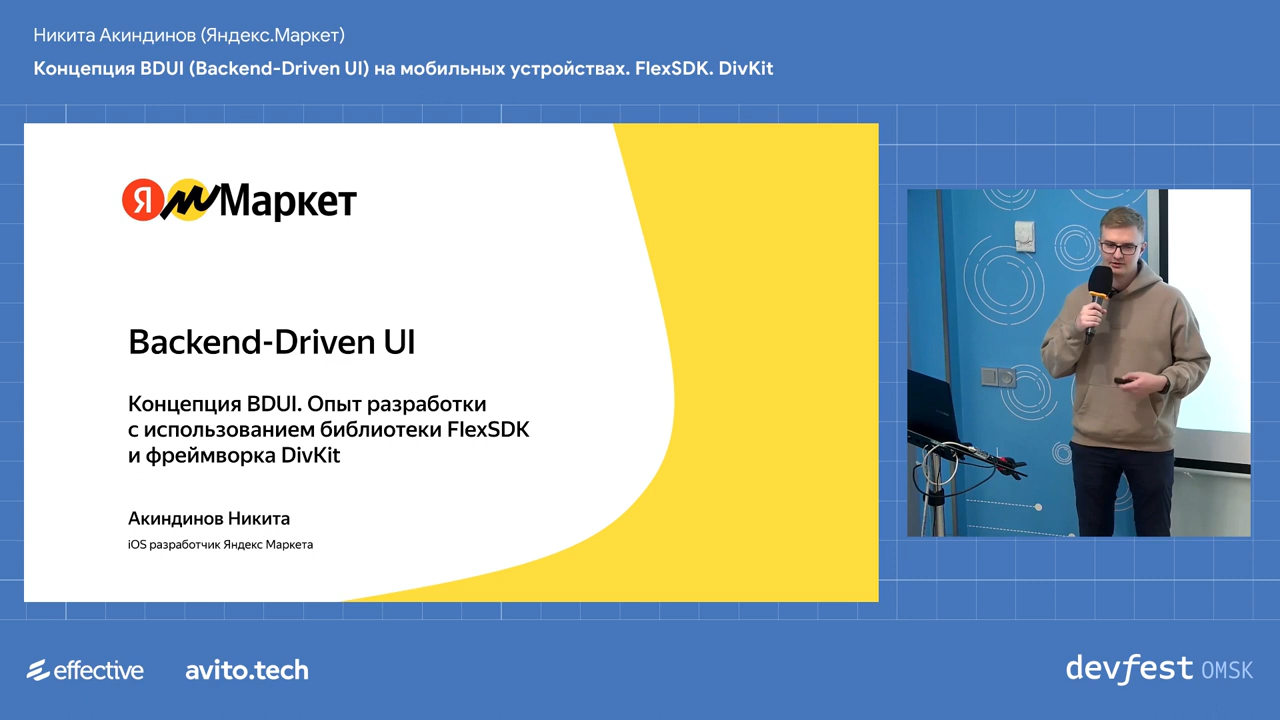 Никита Акиндинов (Яндекс.Маркет)
Концепция BDUI (Backend-Driven UI) на мобильных устройствах. FlexSDK. DivKit
Я м Маркет
Backend-Driven UI
Концепция BDUI. Опыт разработки
с использованием библиотеки FlexSDK
и фреймворка DivKit
Акиндинов Никита
iOS разработчик Яндекс Маркета
effective
avito.tech
devfest OMSK